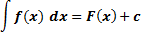 ∫ f(x) dx = F(x) + c